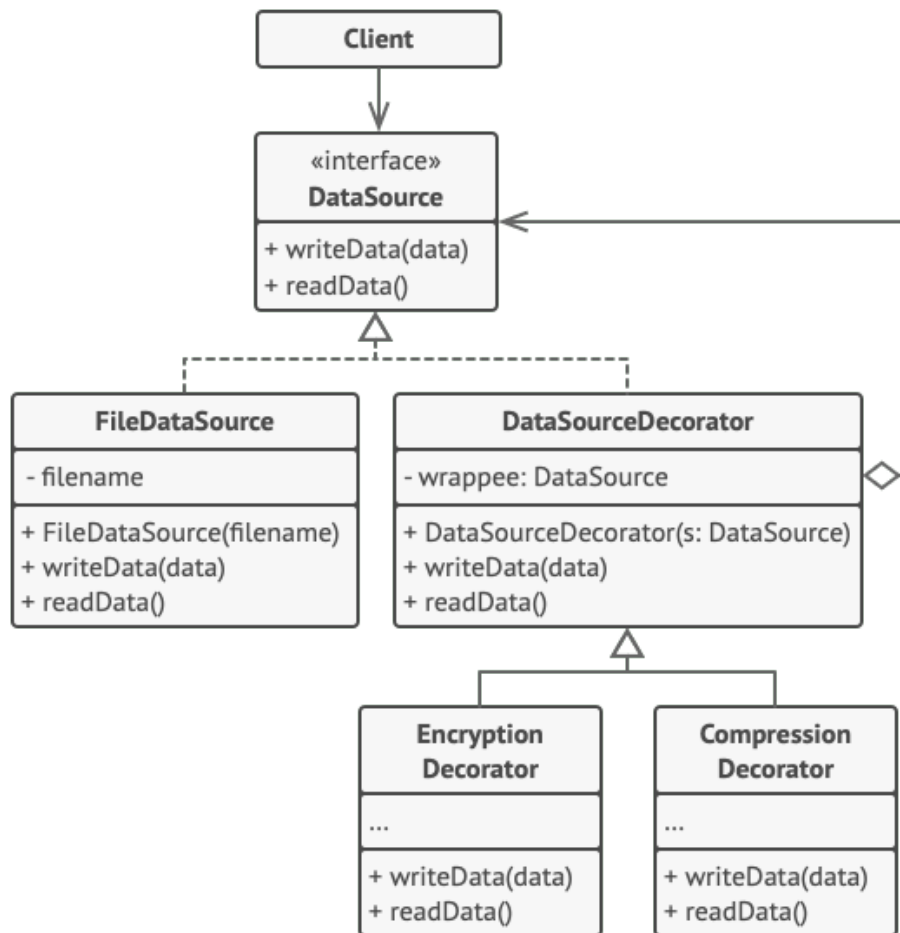 Client
«interface»
DataSource
+ writeData(data)
+ readData()
FileDataSource
- filename
+ FileDataSource(filename)
+ writeData(data)
+ readData()
DataSourceDecorator
- wrappee: DataSource
+ DataSourceDecorator(s: DataSource)
+ writeData(data)
+ readData()
Encryption
Decorator
...
+ writeData(data)
+ readData()
Compression
Decorator
...
+ writeData(data)
+ readData()